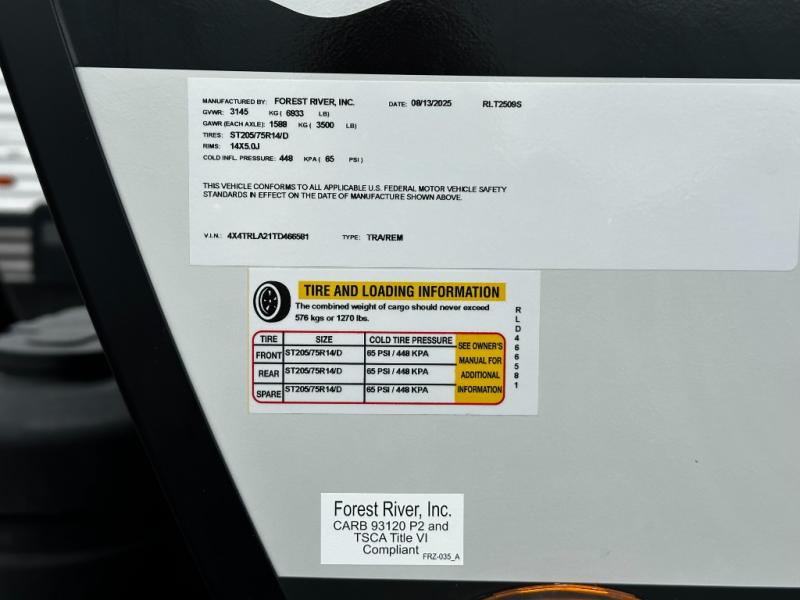 MANUFACTURED BY: FOREST RIVER, INC. DATE: 08/13/2025 RLT2509S
GVWR: 3145 KG ( 6933 LB)
GAWR (EACH AXLE): 1588 KG ( 3500 LB)
TIRES: ST205/75R14/D
RIMS: 14X5.0J
COLD INFL. PRESSURE: 448 KPA ( 65 PSI )
THIS VEHICLE CONFORMS TO ALL APPLICABLE U.S. FEDERAL MOTOR VEHICLE SAFETY
STANDARDS IN EFFECT ON THE DATE OF MANUFACTURE SHOWN ABOVE.
V.I.N.: 4X4TRLA21TD466581 TYPE: TRA/REM
TIRE AND LOADING INFORMATION
The combined weight of cargo should never exceed
576 kgs or 1270 lbs.
TIRE SIZE COLD TIRE PRESSURE
FRONT ST205/75R14/D 65 PSI / 448 KPA
REAR ST205/75R14/D 65 PSI / 448 KPA
SPARE ST205/75R14/D 65 PSI / 448 KPA
SEE OWNER'S
MANUAL FOR
ADDITIONAL
INFORMATION
RLD466581
Forest River, Inc.
CARB 93120 P2 and
TSCA Title VI
Compliant
FRZ-035_A